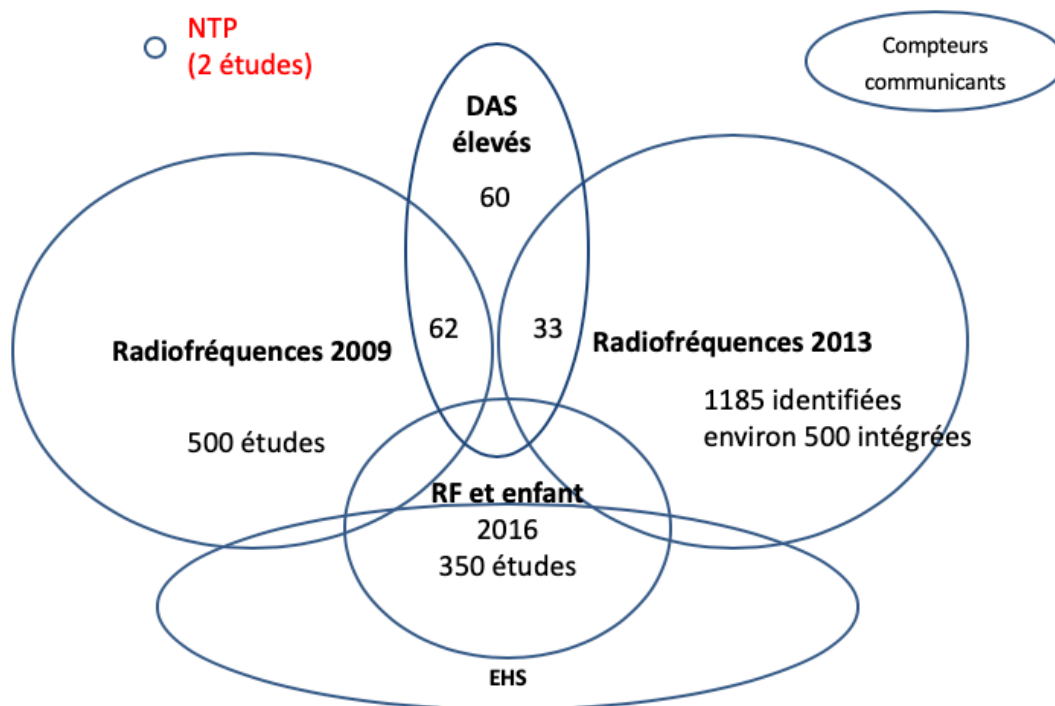 NTP
(2 études)
Compteurs
communicants
DAS
élevés
60
62
33
Radiofréquences 2009
500 études
Radiofréquences 2013
1185 identifiées
environ 500 intégrées
RF et enfant
2016
350 études
EHS